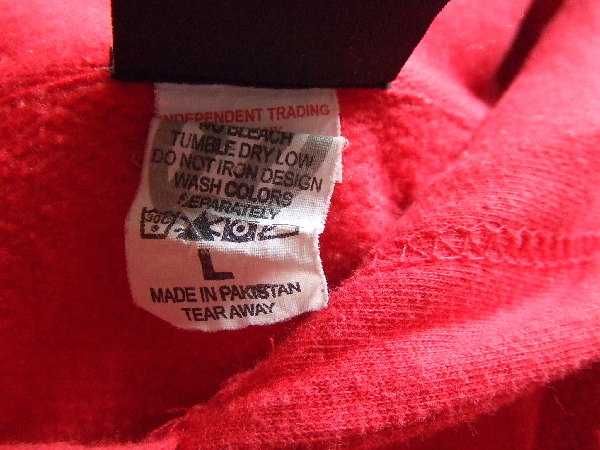 INDEPENDENT TRADING
NO BLEACH
TUMBLE DRY LOW
DO NOT IRON DESIGN
WASH COLORS
SEPARATELY
L
MADE IN PAKISTAN
TEAR AWAY